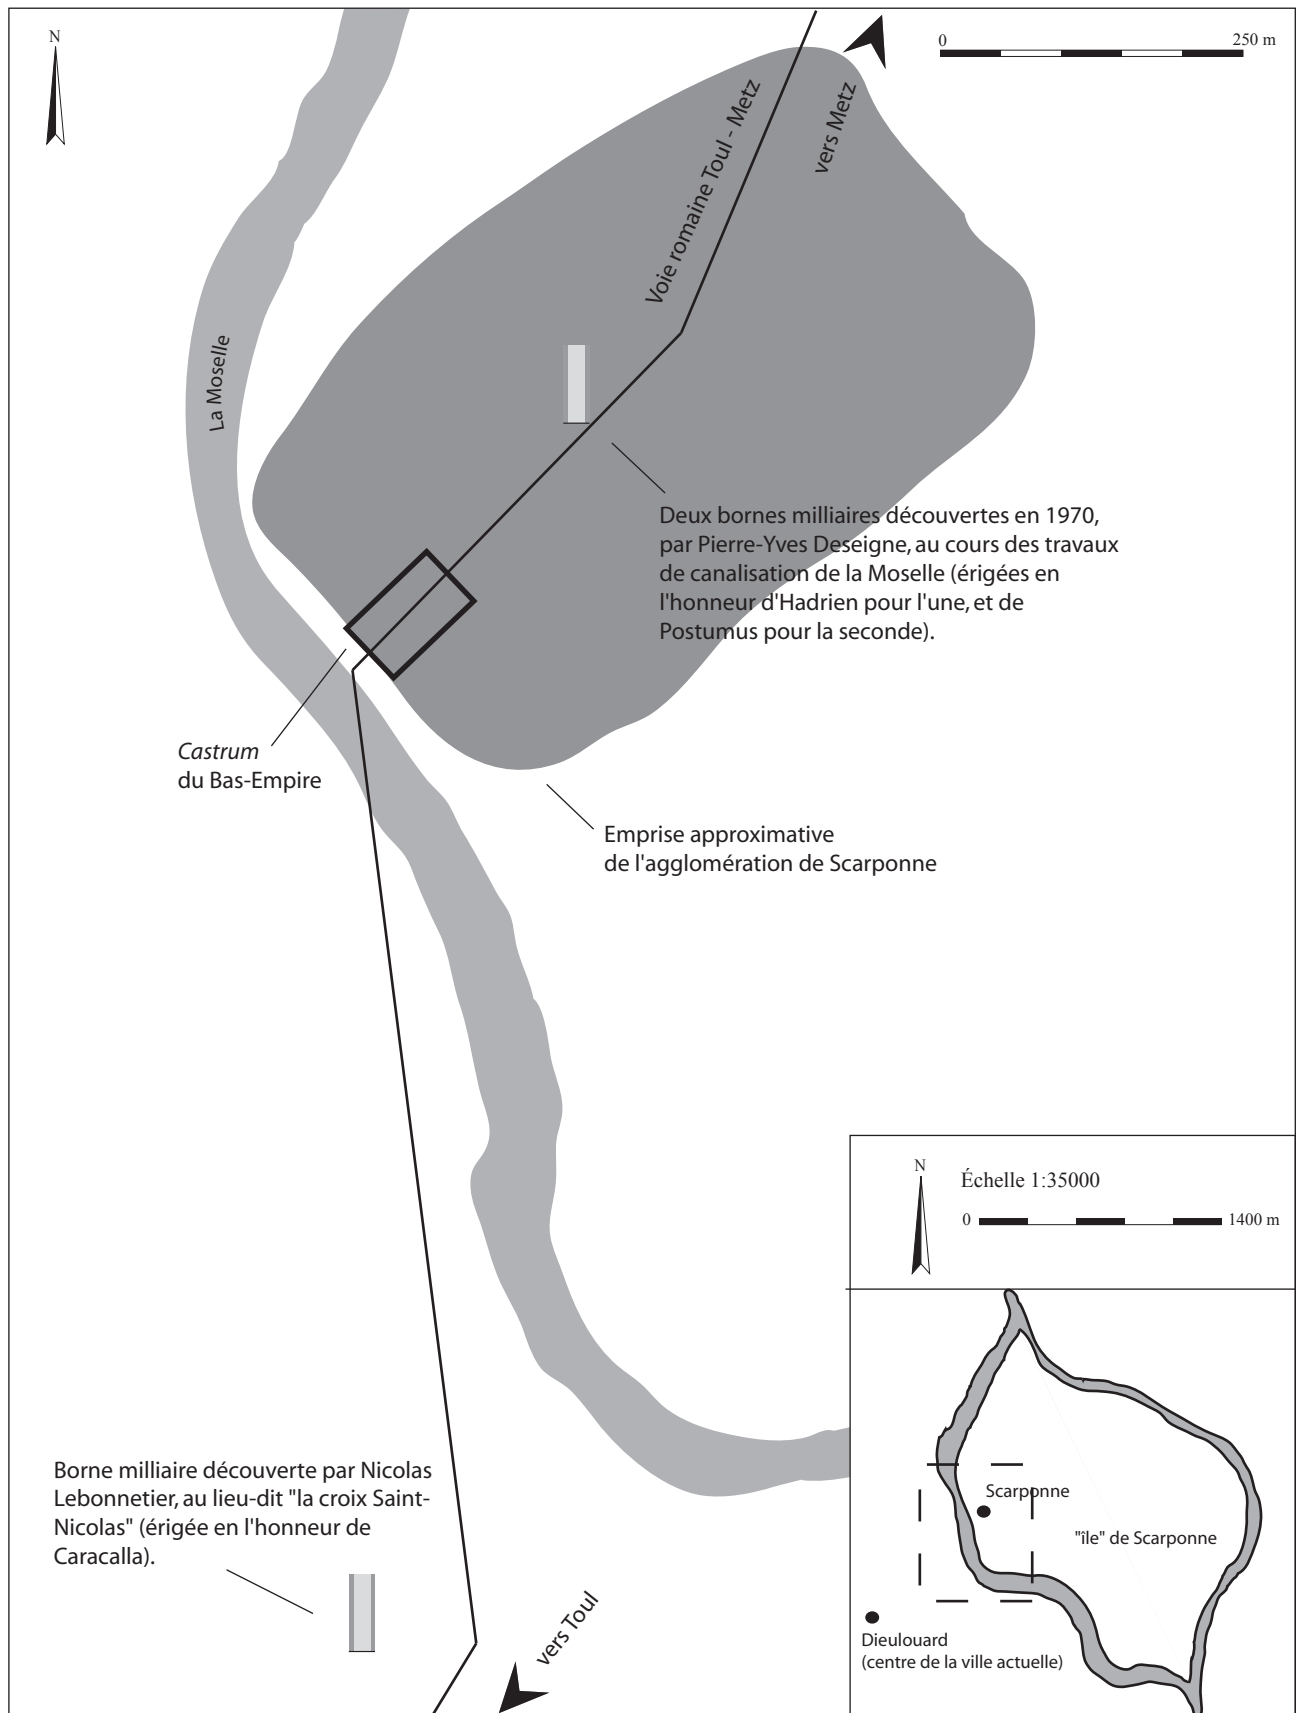 N
0 250 m
Voie romaine Toul - Metz
vers Metz
La Moselle
Deux bornes milliaires découvertes en 1970,
par Pierre-Yves Deseigne, au cours des travaux
de canalisation de la Moselle (érigées en
l'honneur d'Hadrien pour l'une, et de
Postumus pour la seconde).
Castrum
du Bas-Empire
Emprise approximative
de l'agglomération de Scarponne
Borne milliaire découverte par Nicolas
Lebonnetier, au lieu-dit "la croix Saint-
Nicolas" (érigée en l'honneur de
Caracalla).
vers Toul
N
Échelle 1:35000
0 1400 m
Scarponne
"île" de Scarponne
Dieulouard
(centre de la ville actuelle)